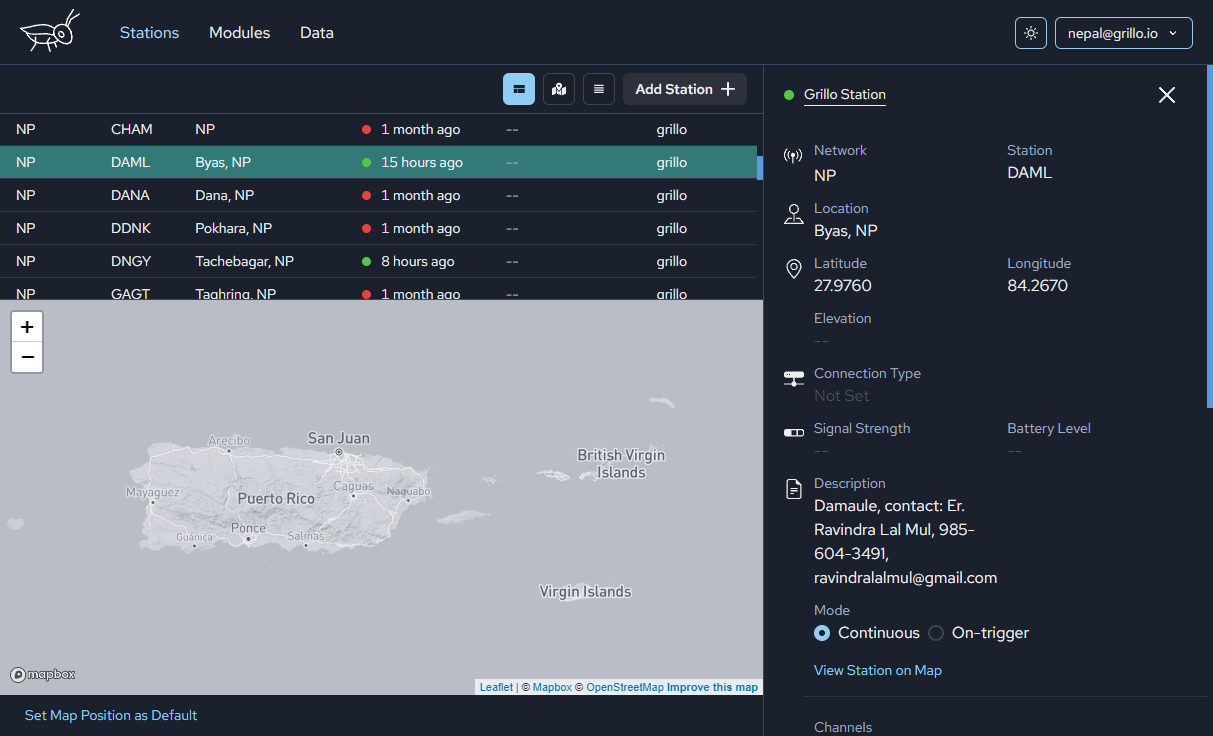 Stations Modules Data nepal@grillo.io
Add Station
NP CHAM NP 1 month ago -- grillo
NP DAML Byas, NP 15 hours ago -- grillo
NP DANA Dana, NP 1 month ago -- grillo
NP DDNK Pokhara, NP 1 month ago -- grillo
NP DNGY Tachebagar, NP 8 hours ago -- grillo
NP GAGT Taghring, NP 1 month ago -- grillo
+
−
Arecibo
San Juan
British Virgin
Islands
Mayaguez
Puerto Rico
Caguas
Naguabo
Ponce
Guánica
Salinas
Virgin Islands
mapbox
Leaflet | © Mapbox © OpenStreetMap Improve this map
Set Map Position as Default
Grillo Station
Network Station
NP DAML
Location
Byas, NP
Latitude Longitude
27.9760 84.2670
Elevation
--
Connection Type
Not Set
Signal Strength Battery Level
-- --
Description
Damaule, contact: Er.
Ravindra Lal Mul, 985-
604-3491,
ravindralalmul@gmail.com
Mode
Continuous On-trigger
View Station on Map
Channels